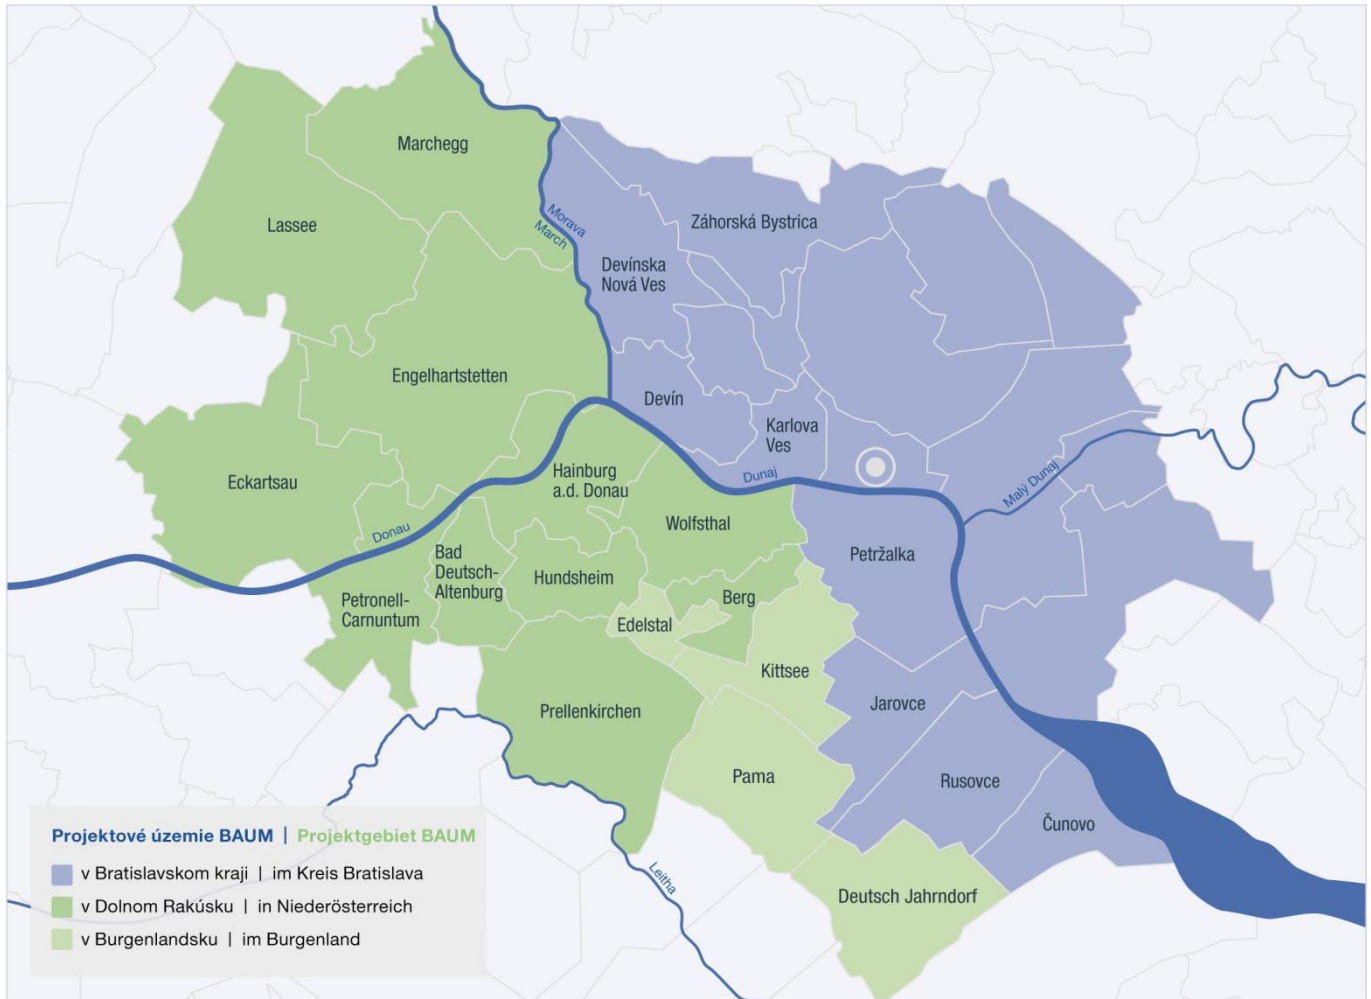 Marchegg
Lassee
Morava
March
Záhorská Bystrica
Devínska
Nová Ves
Engelhartstetten
Devín
Karlova
Ves
Eckartsau
Hainburg
a.d. Donau
Dunaj
Malý Dunaj
Donau
Wolfsthal
Petržalka
Bad
Deutsch-
Altenburg
Hundsheim
Petronell-
Carnuntum
Berg
Edelstal
Kittsee
Prellenkirchen
Jarovce
Pama
Rusovce
Čunovo
Leitha
Deutsch Jahrndorf
Projektové územie BAUM | Projektgebiet BAUM
v Bratislavskom kraji | im Kreis Bratislava
v Dolnom Rakúsku | in Niederösterreich
v Burgenlandsku | im Burgenland